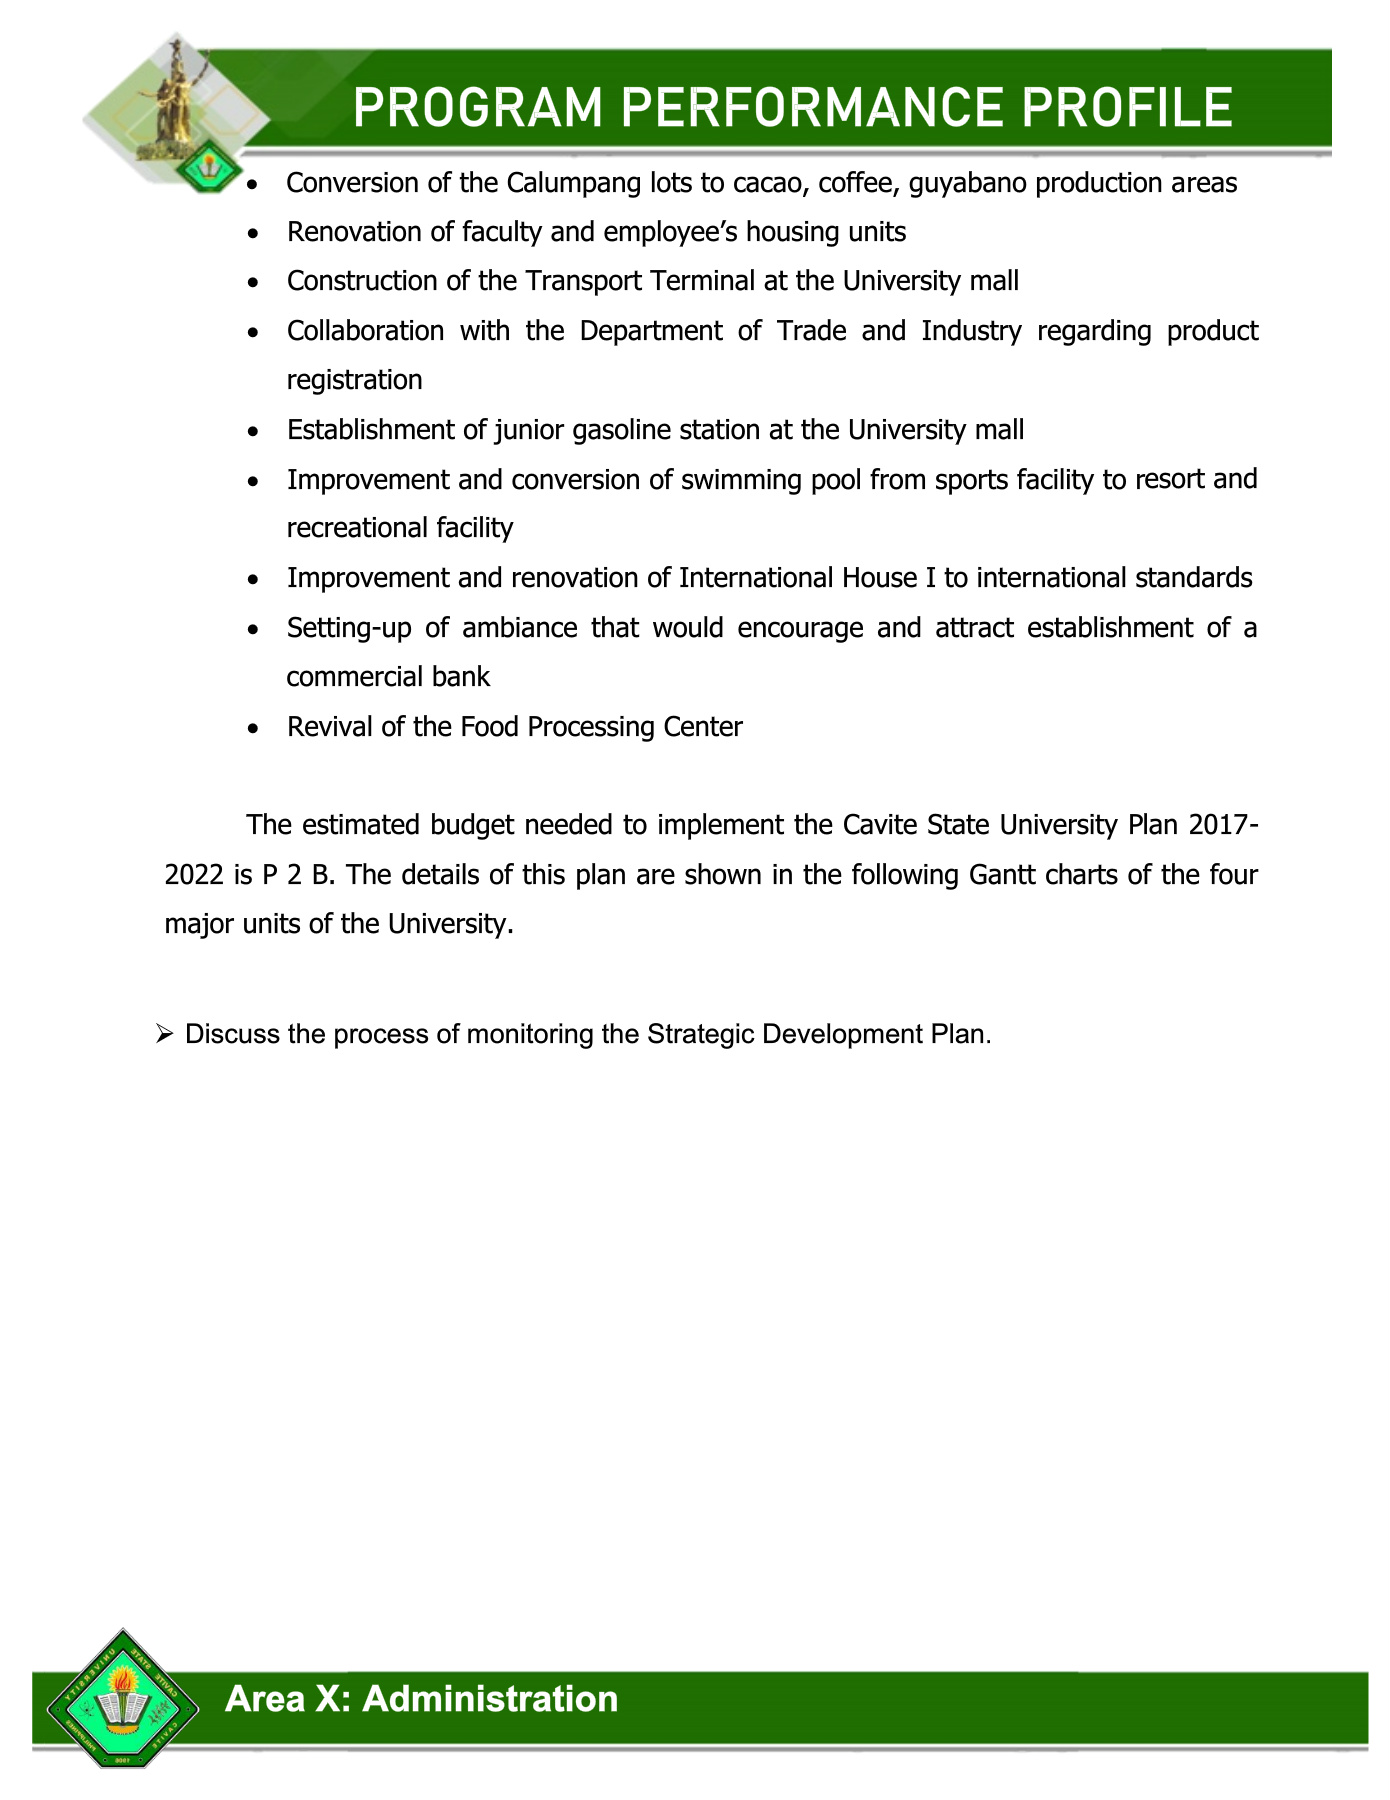 PROGRAM PERFORMANCE PROFILE
• Conversion of the Calumpang lots to cacao, coffee, guyabano production areas
• Renovation of faculty and employee’s housing units
• Construction of the Transport Terminal at the University mall
• Collaboration with the Department of Trade and Industry regarding product
registration
• Establishment of junior gasoline station at the University mall
• Improvement and conversion of swimming pool from sports facility to resort and
recreational facility
• Improvement and renovation of International House I to international standards
• Setting-up of ambiance that would encourage and attract establishment of a
commercial bank
• Revival of the Food Processing Center
The estimated budget needed to implement the Cavite State University Plan 2017-
2022 is P 2 B. The details of this plan are shown in the following Gantt charts of the four
major units of the University.
➢ Discuss the process of monitoring the Strategic Development Plan.
CAVITE STATE UNIVERSITY
CAVITE
PHILIPPINES
1906
Area X: Administration